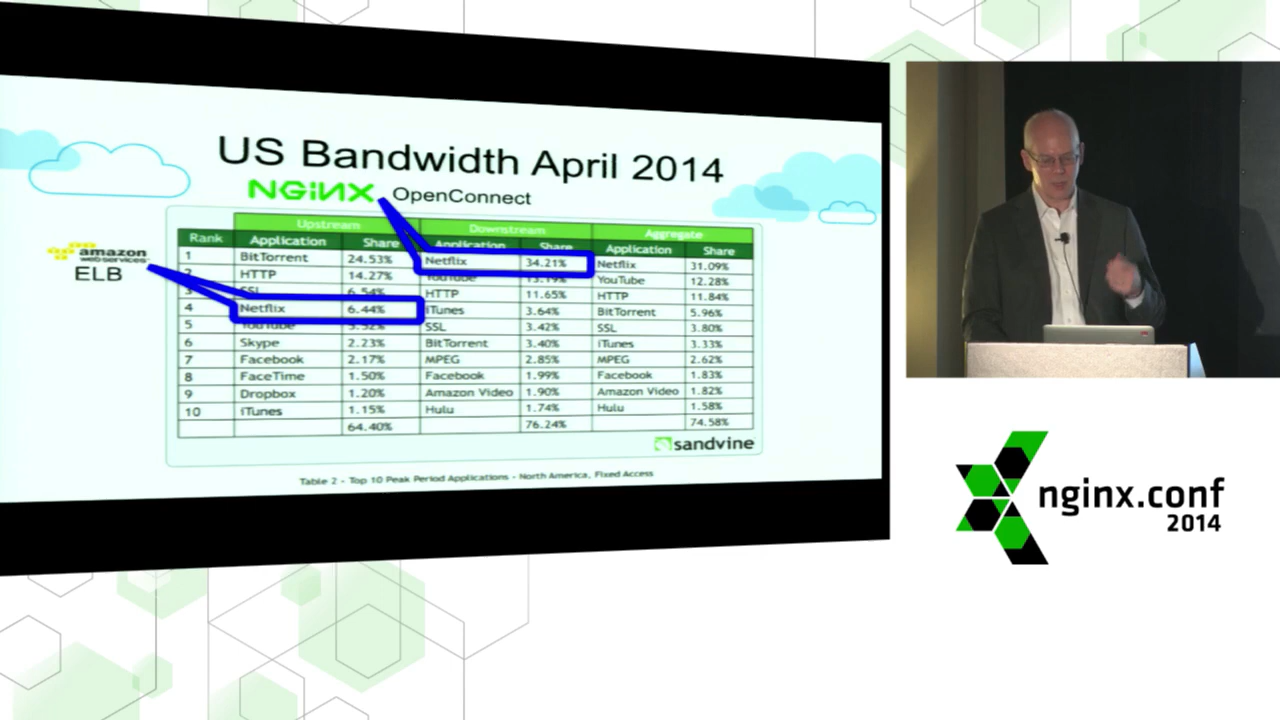 US Bandwidth April 2014
NGiNX OpenConnect
Upstream Downstream Aggregate
Rank Application Share Application Share Application Share
1 BitTorrent 24.53% Netflix 34.21% Netflix 31.09%
2 HTTP 14.27% YouTube 13.19% YouTube 12.28%
3 SSL 6.54% HTTP 11.65% HTTP 11.84%
4 Netflix 6.44% iTunes 3.64% BitTorrent 5.96%
5 YouTube 3.52% SSL 3.42% SSL 3.80%
6 Skype 2.23% BitTorrent 3.40% iTunes 3.33%
7 Facebook 2.17% MPEG 2.85% MPEG 2.62%
8 FaceTime 1.50% Facebook 1.99% Facebook 1.83%
9 Dropbox 1.20% Amazon Video 1.90% Amazon Video 1.82%
10 iTunes 1.15% Hulu 1.74% Hulu 1.58%
64.40% 76.24% 74.58%
amazon
web services
ELB
sandvine
Table 2 - Top 10 Peak Period Applications - North America, Fixed Access
nginx.conf
2014